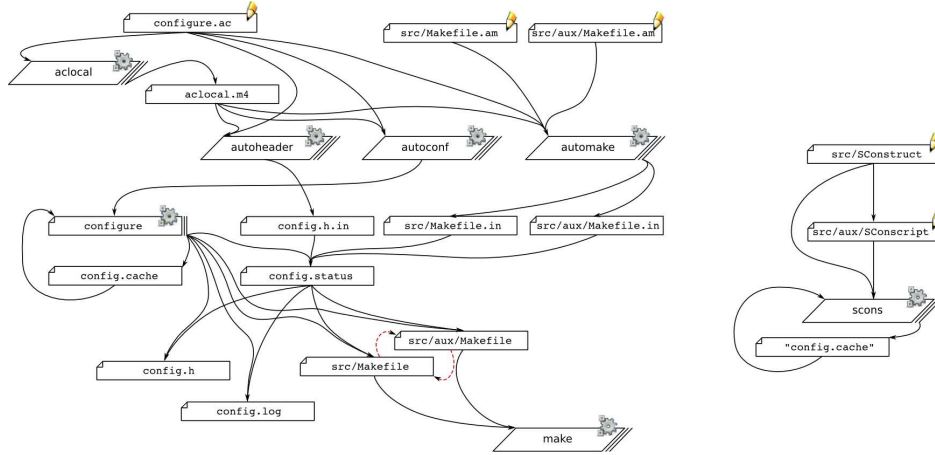 configure.ac
src/Makefile.am
src/aux/Makefile.am
aclocal
aclocal.m4
autoheader
autoconf
automake
src/SConstruct
configure
config.h.in
src/Makefile.in
src/aux/Makefile.in
src/aux/SConscript
config.cache
config.status
scons
src/aux/Makefile
"config.cache"
config.h
src/Makefile
config.log
make